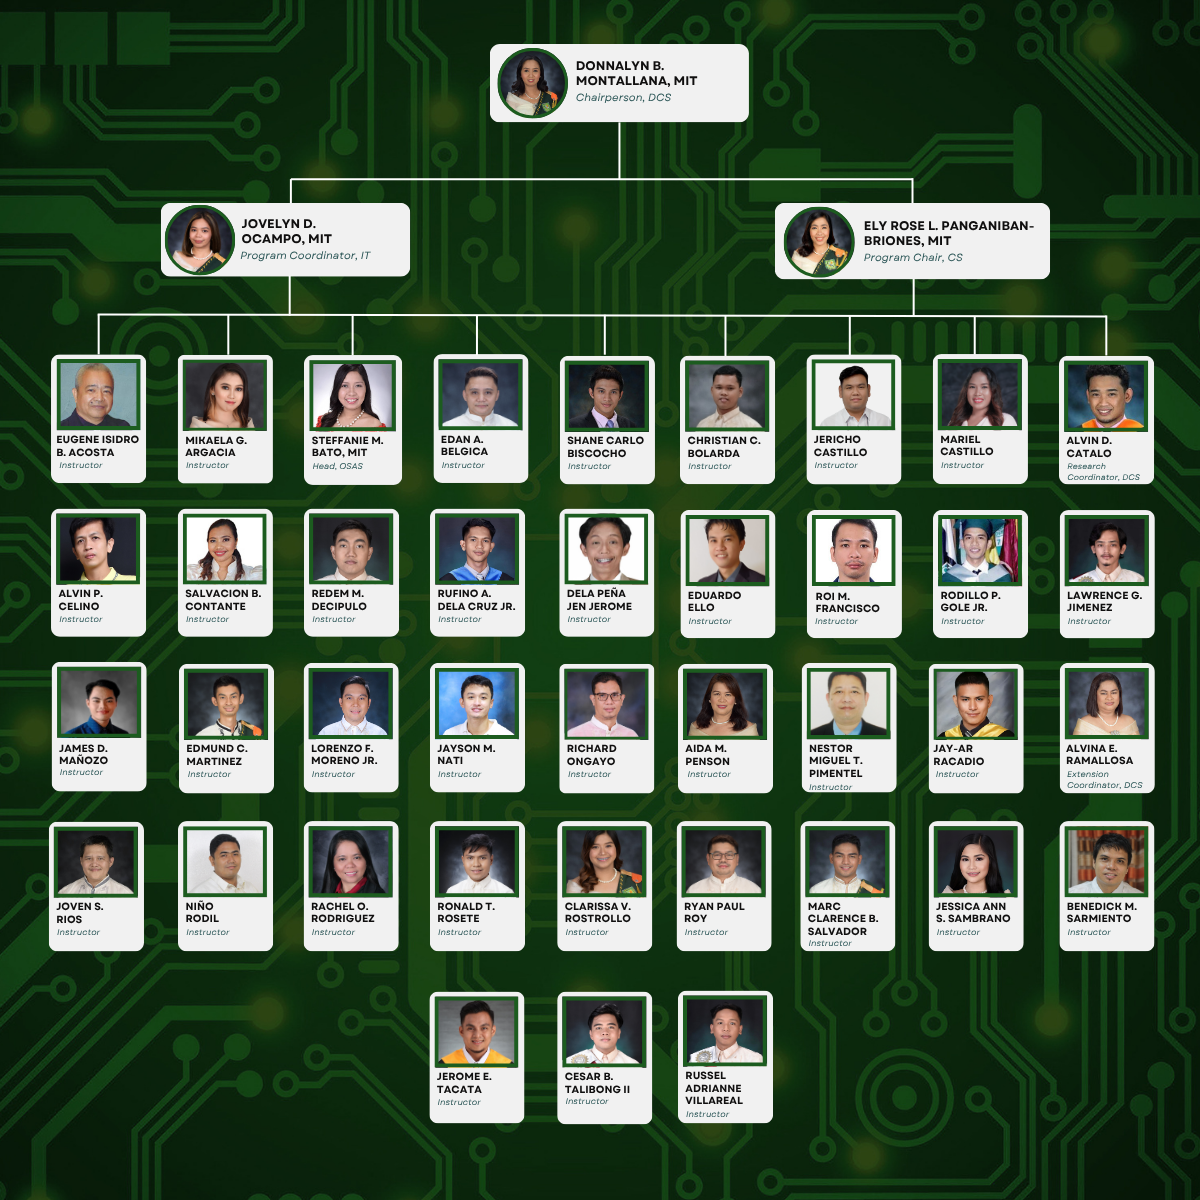 DONNALYN B.
MONTALLANA, MIT
Chairperson, DCS
JOVELYN D.
OCAMPO, MIT
Program Coordinator, IT
ELY ROSE L. PANGANIBAN-
BRIONES, MIT
Program Chair, CS
EUGENE ISIDRO
B. ACOSTA
Instructor
MIKAELA G.
ARGACIA
Instructor
STEFFANIE M.
BATO, MIT
Head, OSAS
EDAN A.
BELGICA
Instructor
SHANE CARLO
BISCOCHO
Instructor
CHRISTIAN C.
BOLARDA
Instructor
JERICHO
CASTILLO
Instructor
MARIEL
CASTILLO
Instructor
ALVIN D.
CATALO
Research
Coordinator, DCS
ALVIN P.
CELINO
Instructor
SALVACION B.
CONTANTE
Instructor
REDEM M.
DECIPULO
Instructor
RUFINO A.
DELA CRUZ JR.
Instructor
DELA PEÑA
JEN JEROME
Instructor
EDUARDO
ELLO
Instructor
ROI M.
FRANCISCO
Instructor
RODILLO P.
GOLE JR.
Instructor
LAWRENCE G.
JIMENEZ
Instructor
JAMES D.
MAÑOZO
Instructor
EDMUND C.
MARTINEZ
Instructor
LORENZO F.
MORENO JR.
Instructor
JAYSON M.
NATI
Instructor
RICHARD
ONGAYO
Instructor
AIDA M.
PENSON
Instructor
NESTOR
MIGUEL T.
PIMENTEL
Instructor
JAY-AR
RACADIO
Instructor
ALVINA E.
RAMALLOSA
Extension
Coordinator, DCS
JOVEN S.
RIOS
Instructor
NIÑO
RODIL
Instructor
RACHEL O.
RODRIGUEZ
Instructor
RONALD T.
ROSETE
Instructor
CLARISSA V.
ROSTROLLO
Instructor
RYAN PAUL
ROY
Instructor
MARC
CLARENCE B.
SALVADOR
Instructor
JESSICA ANN
S. SAMBRANO
Instructor
BENEDICK M.
SARMIENTO
Instructor
JEROME E.
TACATA
Instructor
CESAR B.
TALIBONG II
Instructor
RUSSEL
ADRIANNE
VILLAREAL
Instructor